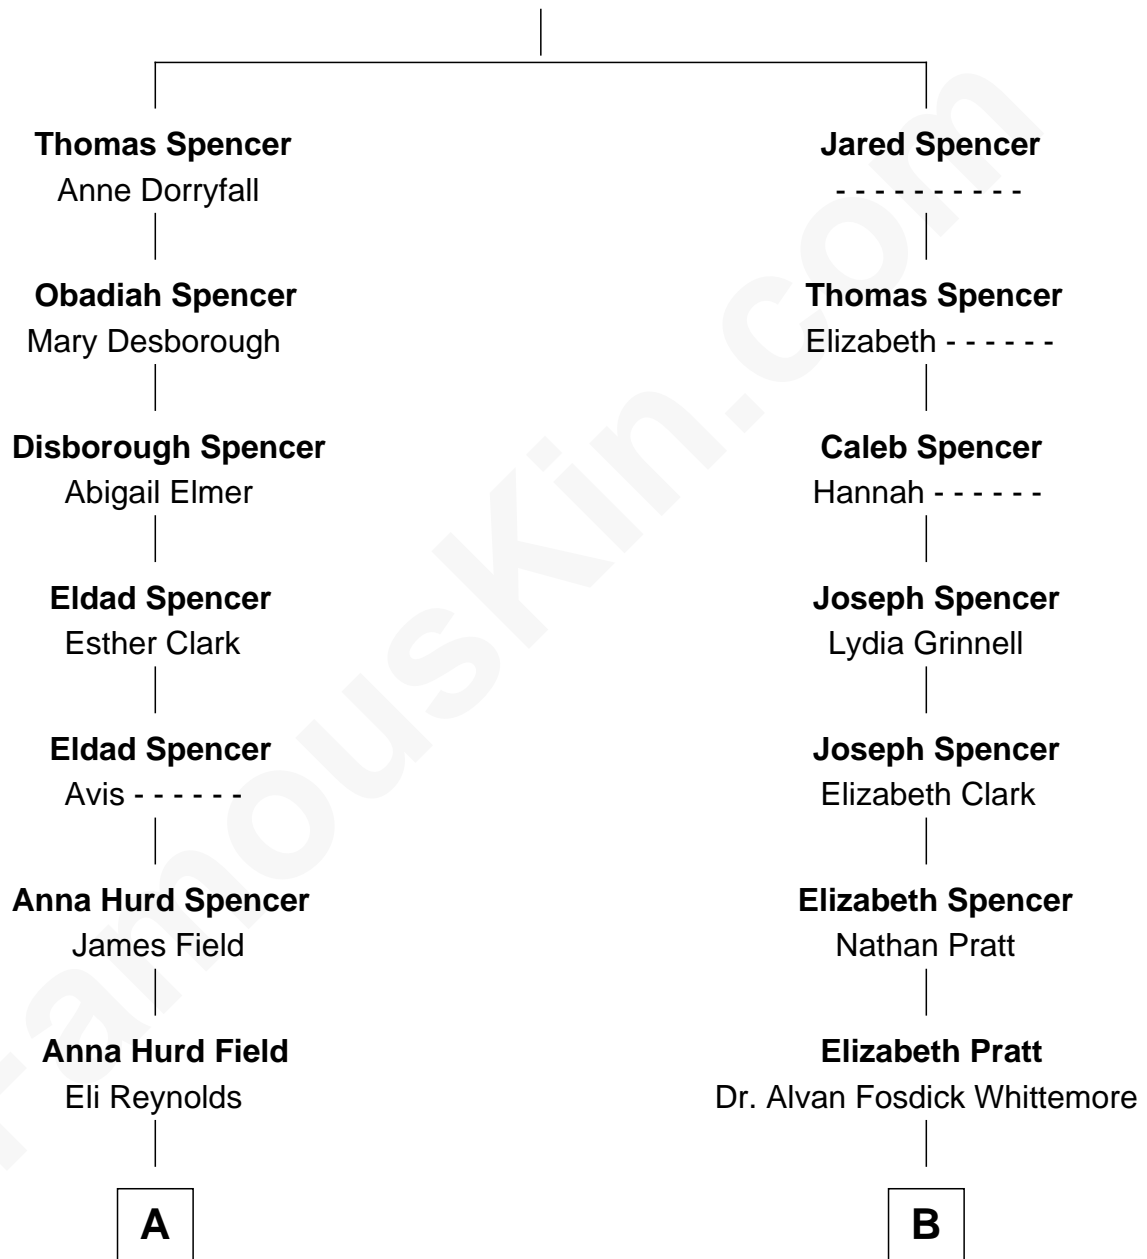 Thomas Spencer
Anne Dorryfall
Obadiah Spencer
Mary Desborough
Disborough Spencer
Abigail Elmer
Eldad Spencer
Esther Clark
Eldad Spencer
Avis - - - - - -
Anna Hurd Spencer
James Field
Anna Hurd Field
Eli Reynolds
A
Jared Spencer
- - - - - - - - - -
Thomas Spencer
Elizabeth - - - - - -
Caleb Spencer
Hannah - - - - - -
Joseph Spencer
Lydia Grinnell
Joseph Spencer
Elizabeth Clark
Elizabeth Spencer
Nathan Pratt
Elizabeth Pratt
Dr. Alvan Fosdick Whittemore
B
FamousKin.com